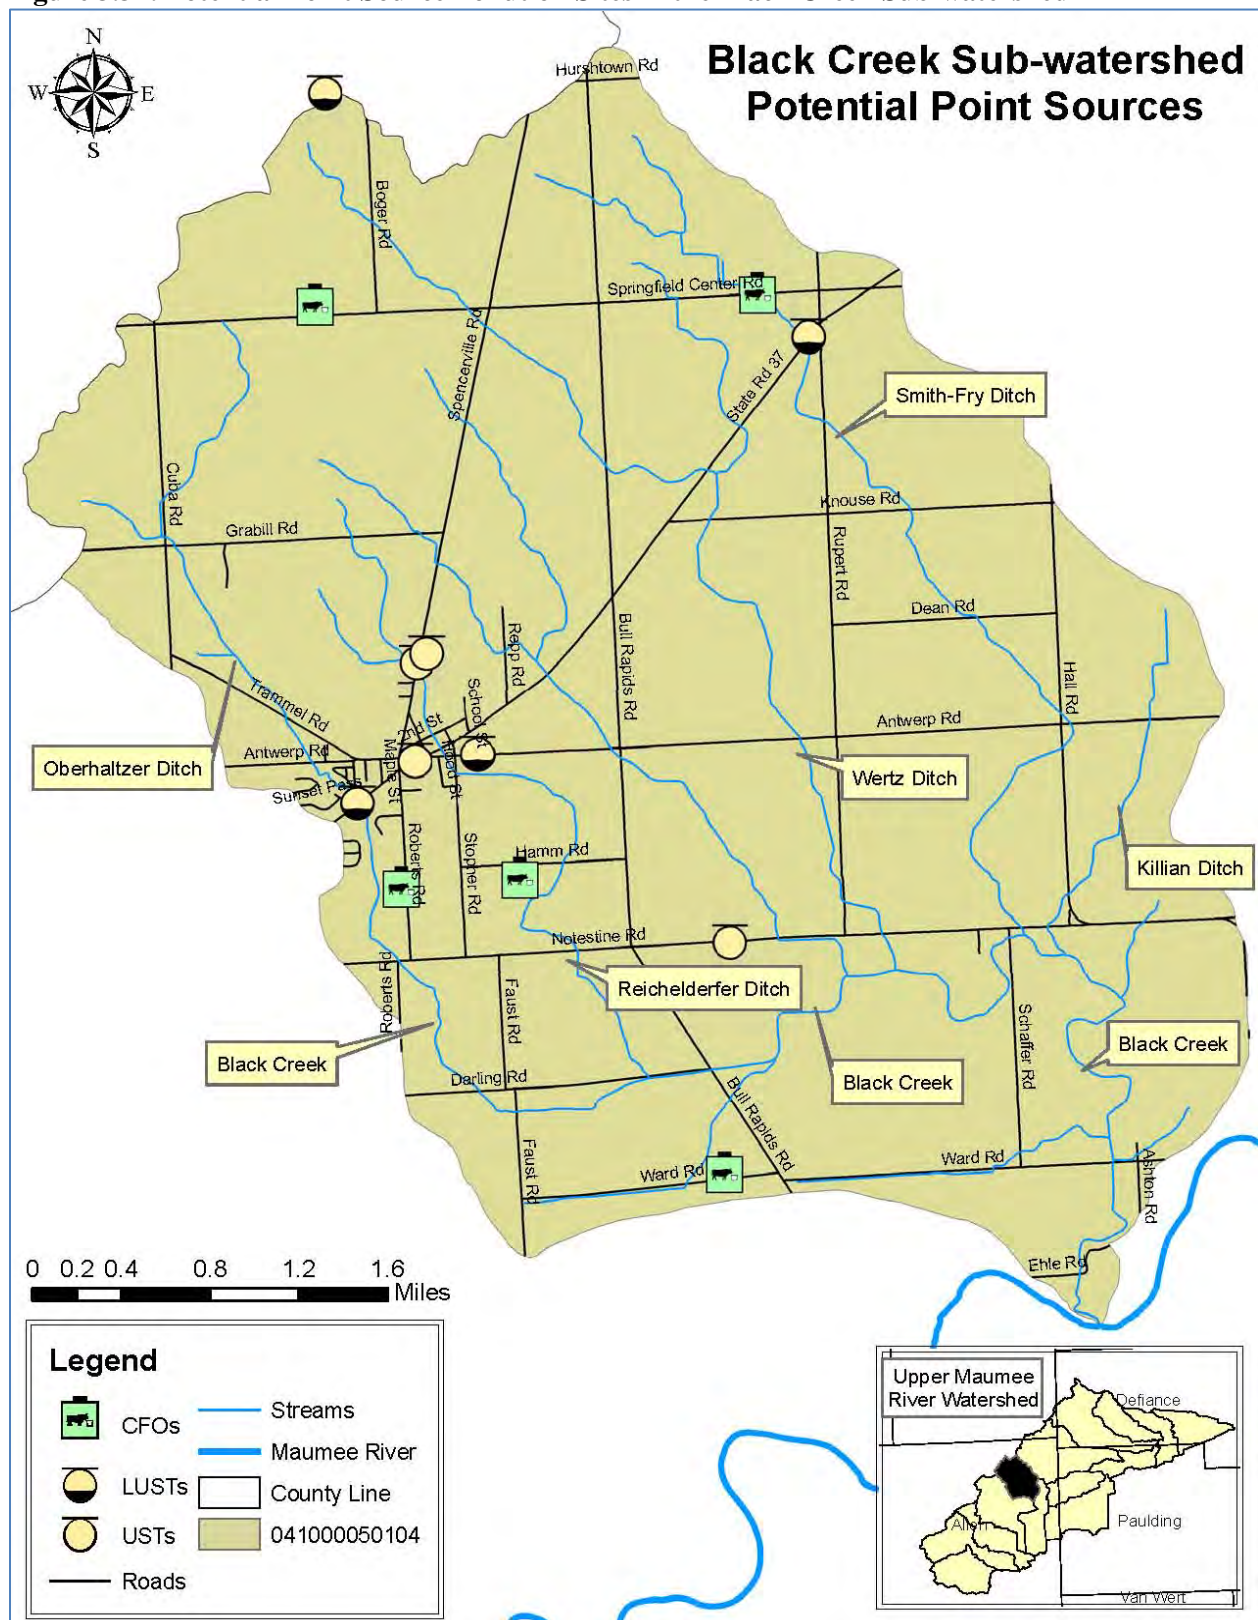 Black Creek Sub-watershed
Potential Point Sources
N
W
E
S
Hurshtown Rd
Boger Rd
Springfield Center Rd
Spencerville Rd
State Rd 37
Smith-Fry Ditch
Cuba Rd
Knouse Rd
Grabill Rd
Rupert Rd
Dean Rd
Repp Rd
Bull Rapids Rd
Hall Rd
Trammel Rd
School St
2nd St
Antwerp Rd
Antwerp Rd
Hood St
Maple St
Oberhaltzer Ditch
Wertz Ditch
Sunset Pass
Roberts Rd
Stopher Rd
Hamm Rd
Killian Ditch
Notestine Rd
Reichelderfer Ditch
Roberts Rd
Faust Rd
Schaffer Rd
Black Creek
Black Creek
Black Creek
Darling Rd
Bull Rapids Rd
Faust Rd
Ward Rd
Ward Rd
Ashton Rd
Ehle Rd
0 0.2 0.4 0.8 1.2 1.6
Miles
Legend
CFOs
LUSTs
USTs
Roads
Streams
Maumee River
County Line
041000050104
Upper Maumee
River Watershed
Defiance
Paulding
Allen
Van Wert